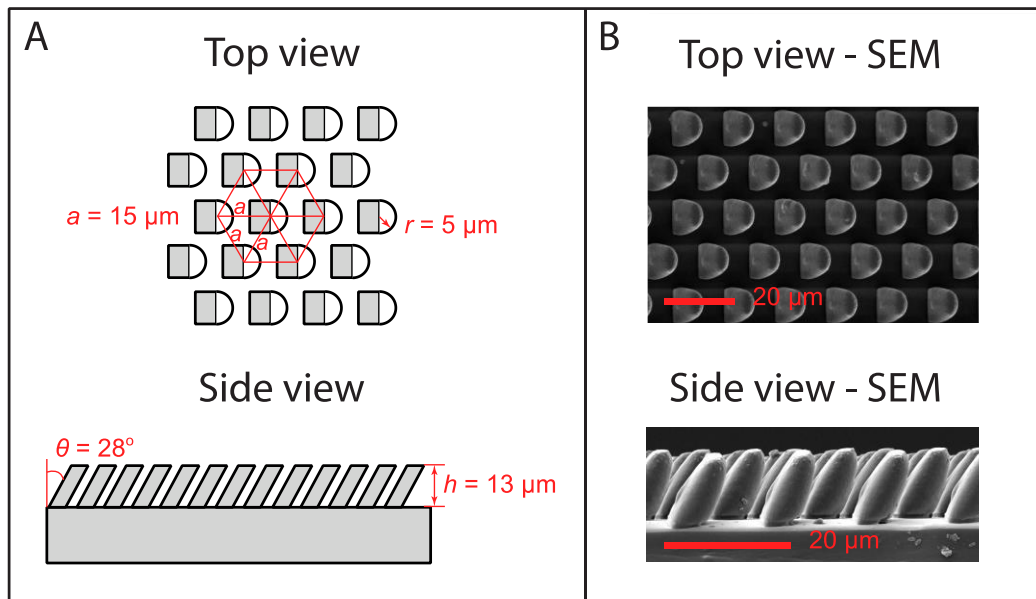 A
Top view
a = 15 µm
a
a
a
r = 5 µm
Side view
θ = 28°
h = 13 µm
B
Top view - SEM
20 µm
Side view - SEM
20 µm